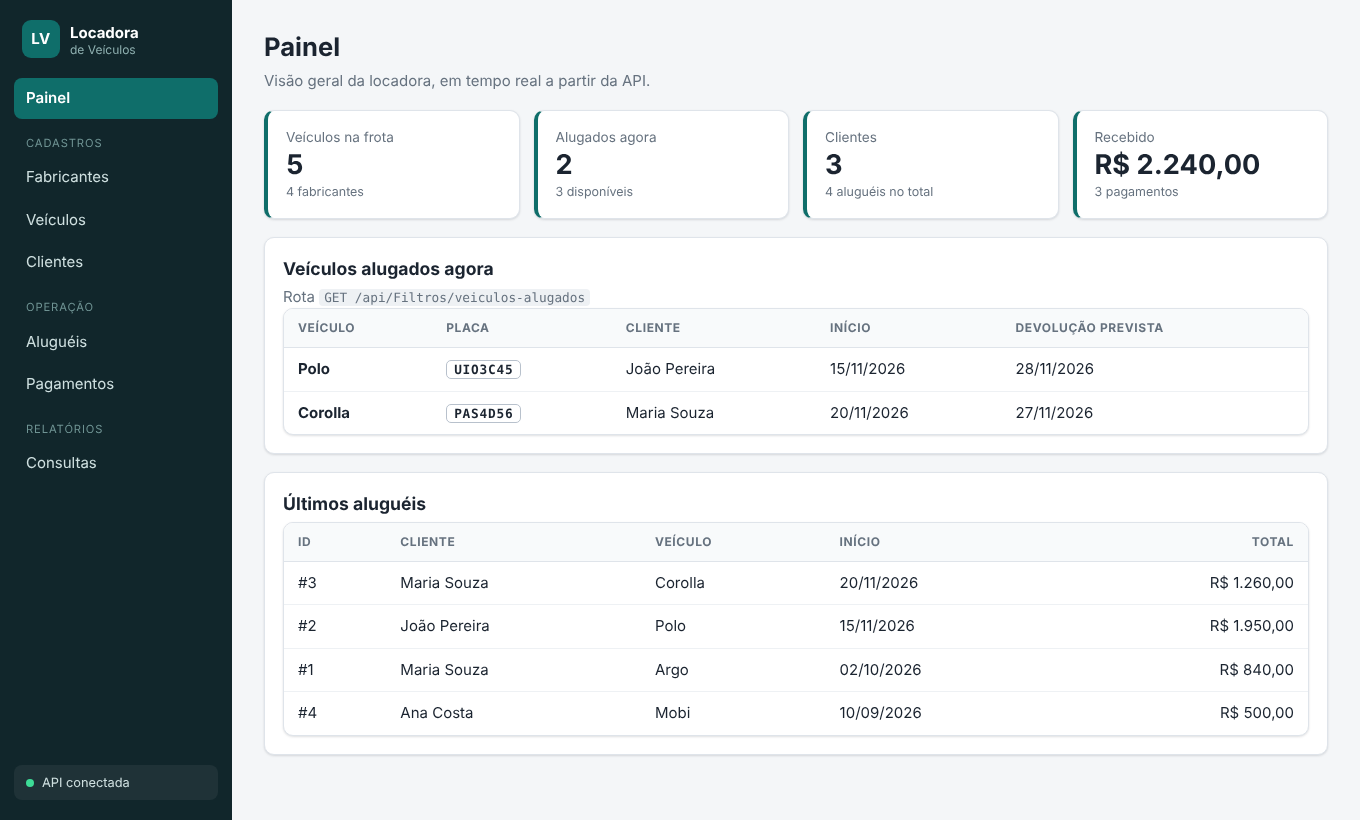 LV
Locadora
de Veículos
Painel
CADASTROS
Fabricantes
Veículos
Clientes
OPERAÇÃO
Aluguéis
Pagamentos
RELATÓRIOS
Consultas
API conectada
Painel
Visão geral da locadora, em tempo real a partir da API.
Veículos na frota
5
4 fabricantes
Alugados agora
2
3 disponíveis
Clientes
3
4 aluguéis no total
Recebido
R$ 2.240,00
3 pagamentos
Veículos alugados agora
Rota GET /api/Filtros/veiculos-alugados
VEÍCULO PLACA CLIENTE INÍCIO DEVOLUÇÃO PREVISTA
Polo UIO3C45 João Pereira 15/11/2026 28/11/2026
Corolla PAS4D56 Maria Souza 20/11/2026 27/11/2026
Últimos aluguéis
ID CLIENTE VEÍCULO INÍCIO TOTAL
#3 Maria Souza Corolla 20/11/2026 R$ 1.260,00
#2 João Pereira Polo 15/11/2026 R$ 1.950,00
#1 Maria Souza Argo 02/10/2026 R$ 840,00
#4 Ana Costa Mobi 10/09/2026 R$ 500,00